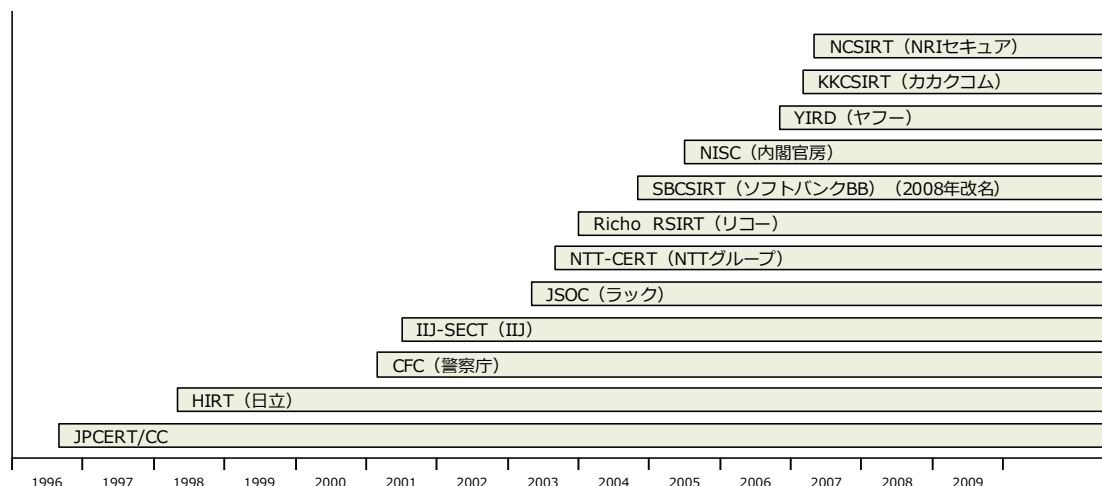 NCSIRT（NRIセキュア）
KKCSIRT（カカクコム）
YIRD（ヤフー）
NISC（内閣官房）
SBCSIRT（ソフトバンクBB）（2008年改名）
Richo RSIRT（リコー）
NTT-CERT（NTTグループ）
JSOC（ラック）
IIJ-SECT（IIJ）
CFC（警察庁）
HIRT（日立）
JPCERT/CC
1996 1997 1998 1999 2000 2001 2002 2003 2004 2005 2006 2007 2008 2009